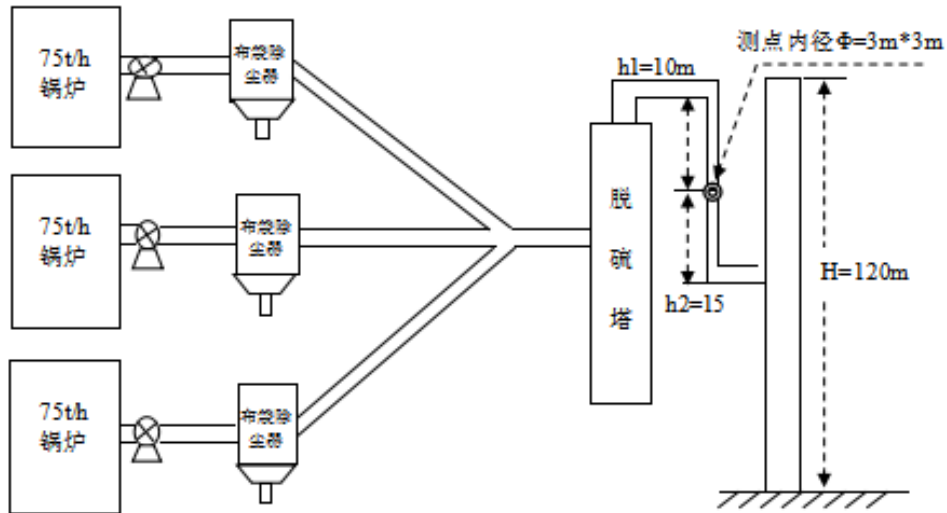 75t/h
锅炉
布袋除
尘器
测点内径Φ=3m*3m
h1=10m
75t/h
锅炉
布袋除
尘器
脱
硫
塔
h2=15
H=120m
75t/h
锅炉
布袋除
尘器